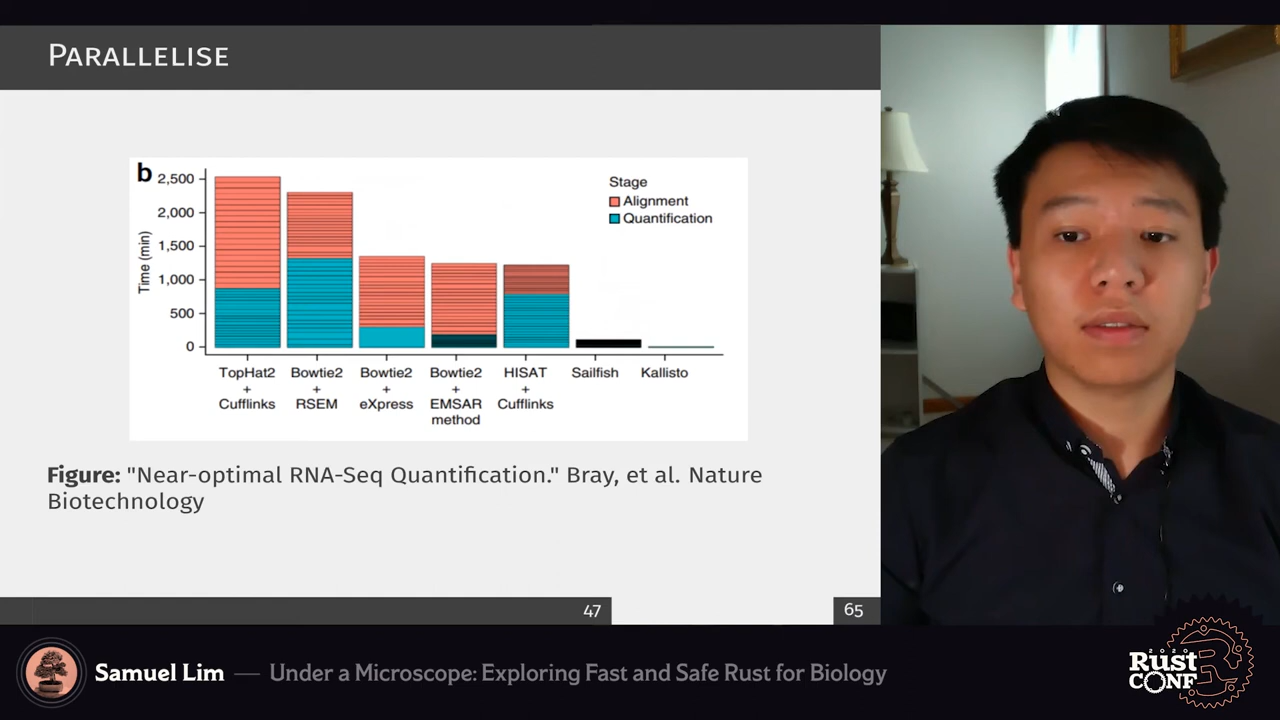 PARALLELISE
b
2,500
2,000
1,500
1,000
500
0
Time (min)
Stage
Alignment
Quantification
TopHat2
+
Cufflinks
Bowtie2
+
RSEM
Bowtie2
+
eXpress
Bowtie2
+
EMSAR
method
HISAT
+
Cufflinks
Sailfish
Kallisto
Figure: "Near-optimal RNA-Seq Quantification." Bray, et al. Nature
Biotechnology
47
65
Samuel Lim — Under a Microscope: Exploring Fast and Safe Rust for Biology
2020
RUST
CONF